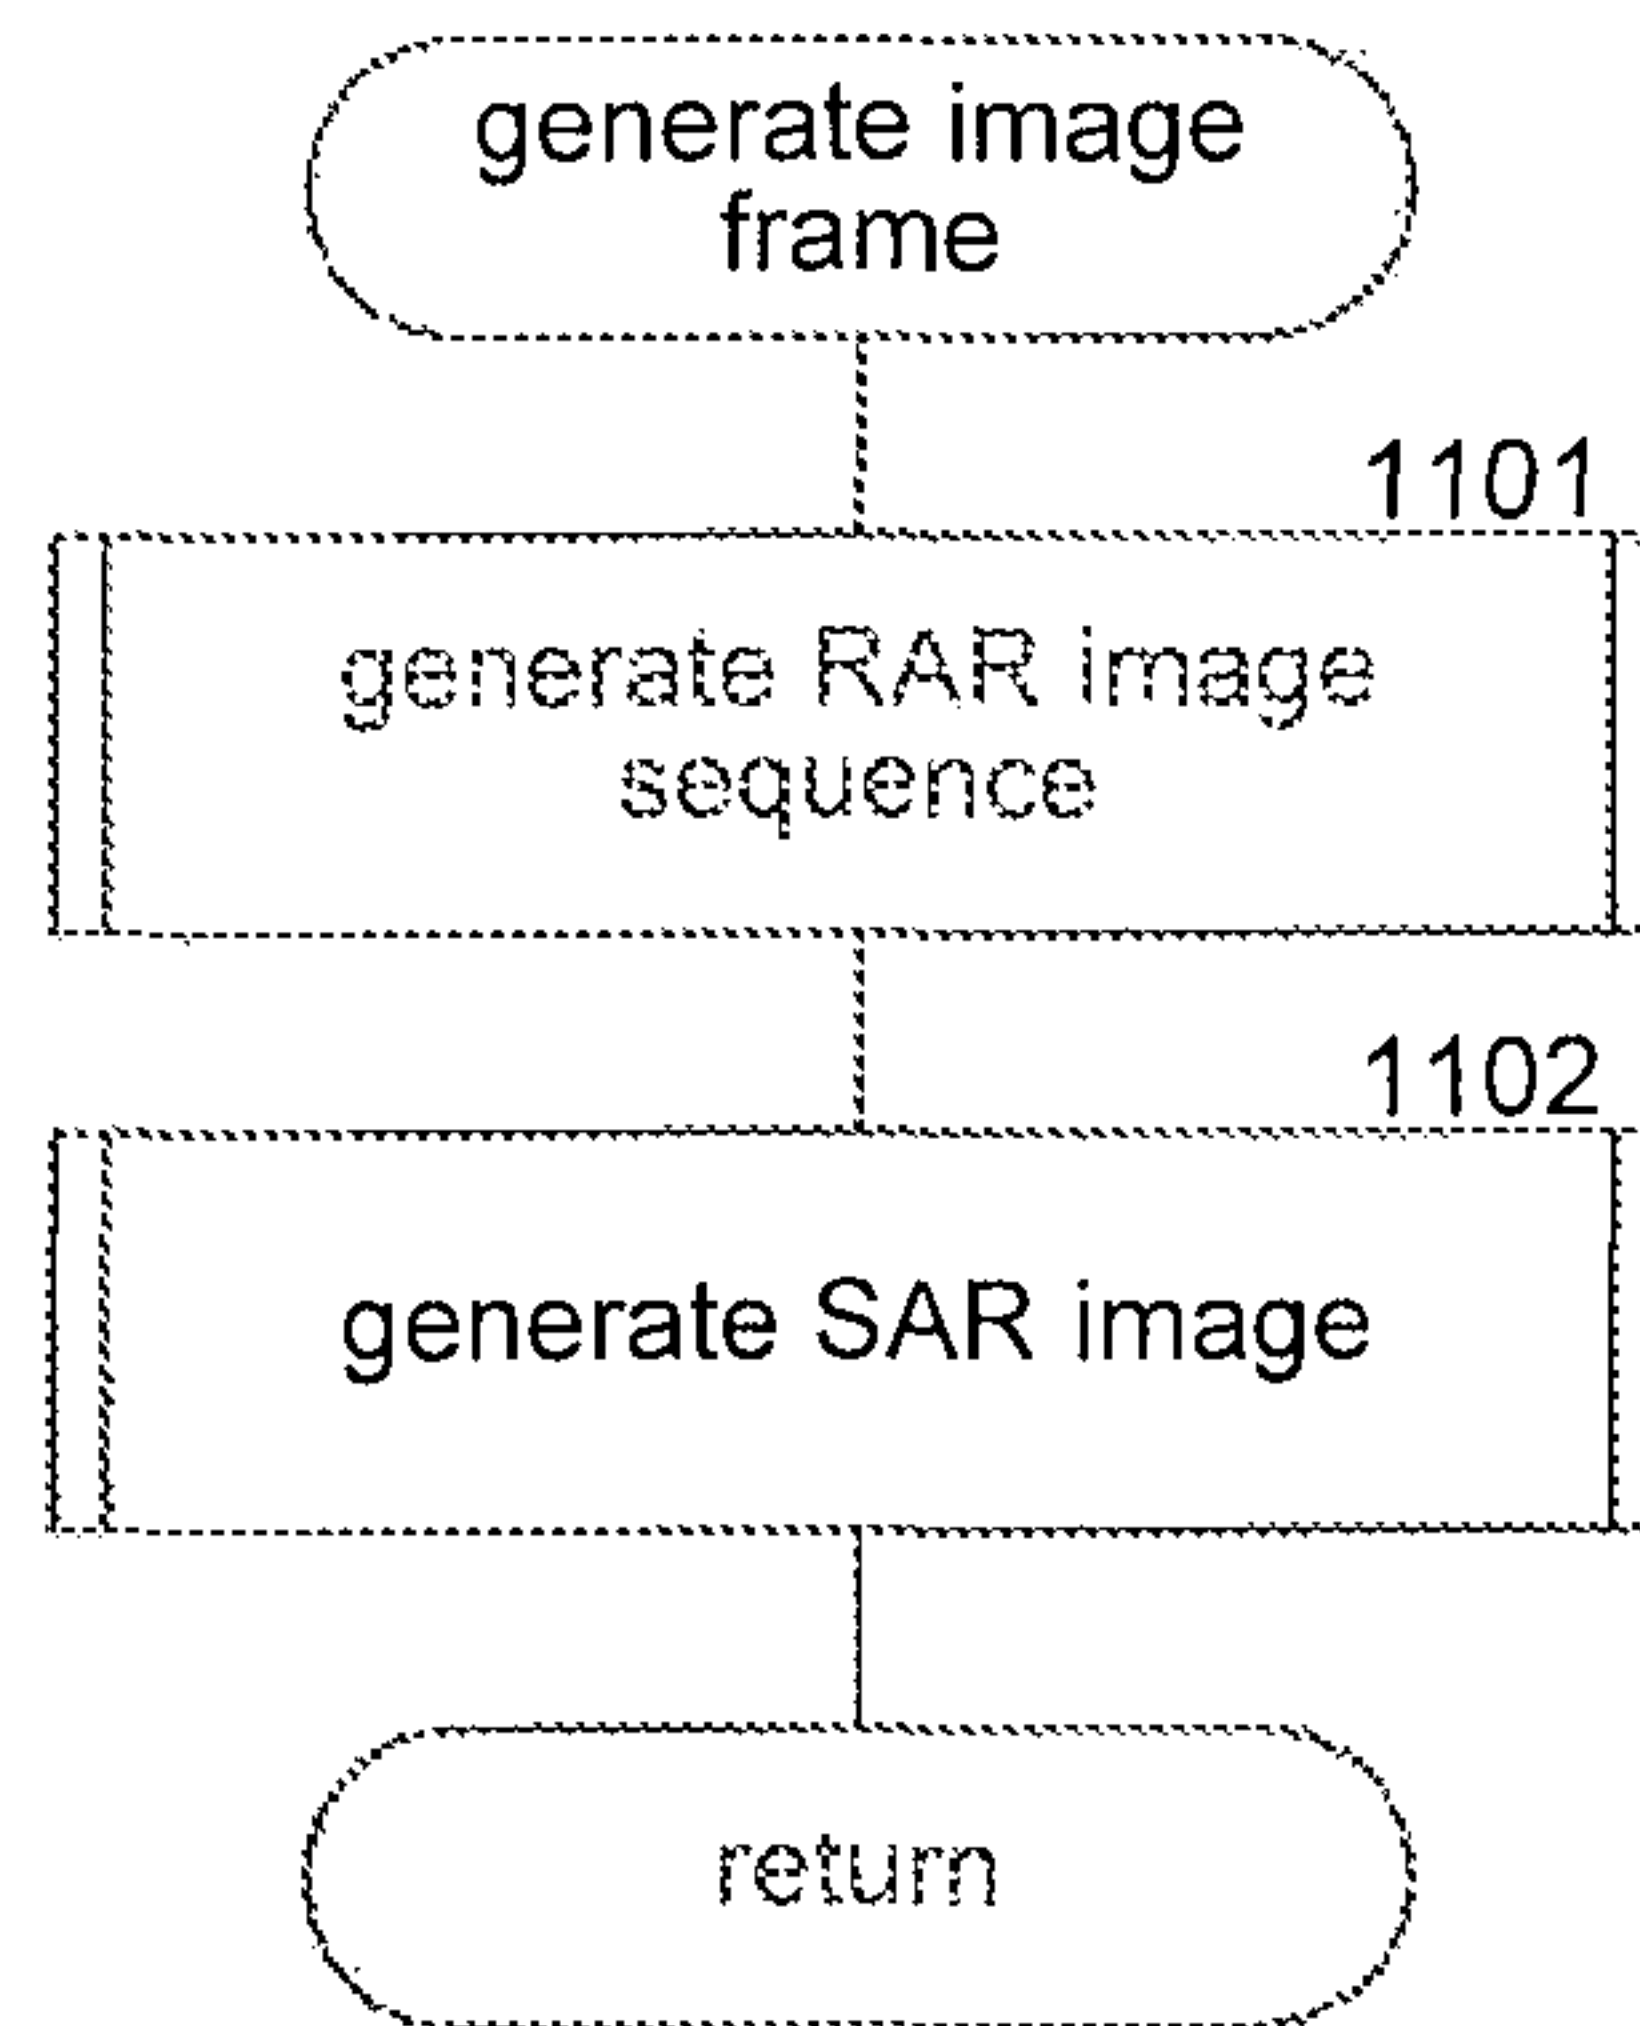 generate image
frame
1101
generate RAR image
sequence
1102
generate SAR image
return